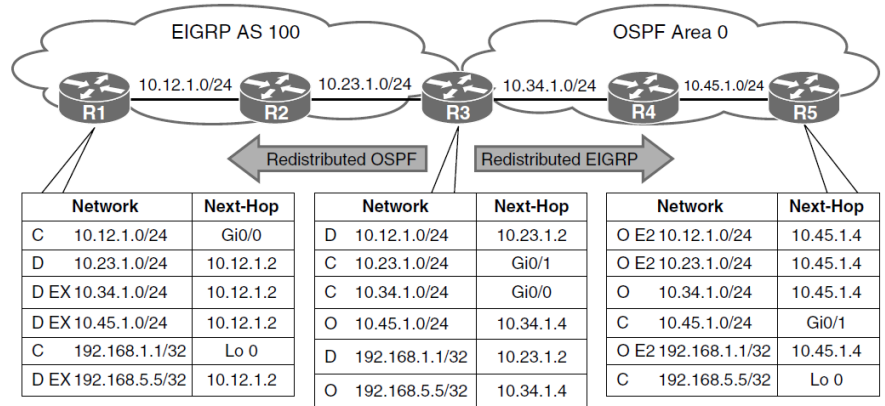 EIGRP AS 100
OSPF Area 0
10.12.1.0/24
10.23.1.0/24
10.34.1.0/24
10.45.1.0/24
R1
R2
R3
R4
R5
Redistributed OSPF
Redistributed EIGRP
Network Next-Hop
C 10.12.1.0/24 Gi0/0
D 10.23.1.0/24 10.12.1.2
D EX 10.34.1.0/24 10.12.1.2
D EX 10.45.1.0/24 10.12.1.2
C 192.168.1.1/32 Lo 0
D EX 192.168.5.5/32 10.12.1.2
Network Next-Hop
D 10.12.1.0/24 10.23.1.2
C 10.23.1.0/24 Gi0/1
C 10.34.1.0/24 Gi0/0
O 10.45.1.0/24 10.34.1.4
D 192.168.1.1/32 10.23.1.2
O 192.168.5.5/32 10.34.1.4
Network Next-Hop
O E2 10.12.1.0/24 10.45.1.4
O E2 10.23.1.0/24 10.45.1.4
O 10.34.1.0/24 10.45.1.4
C 10.45.1.0/24 Gi0/1
O E2 192.168.1.1/32 10.45.1.4
C 192.168.5.5/32 Lo 0